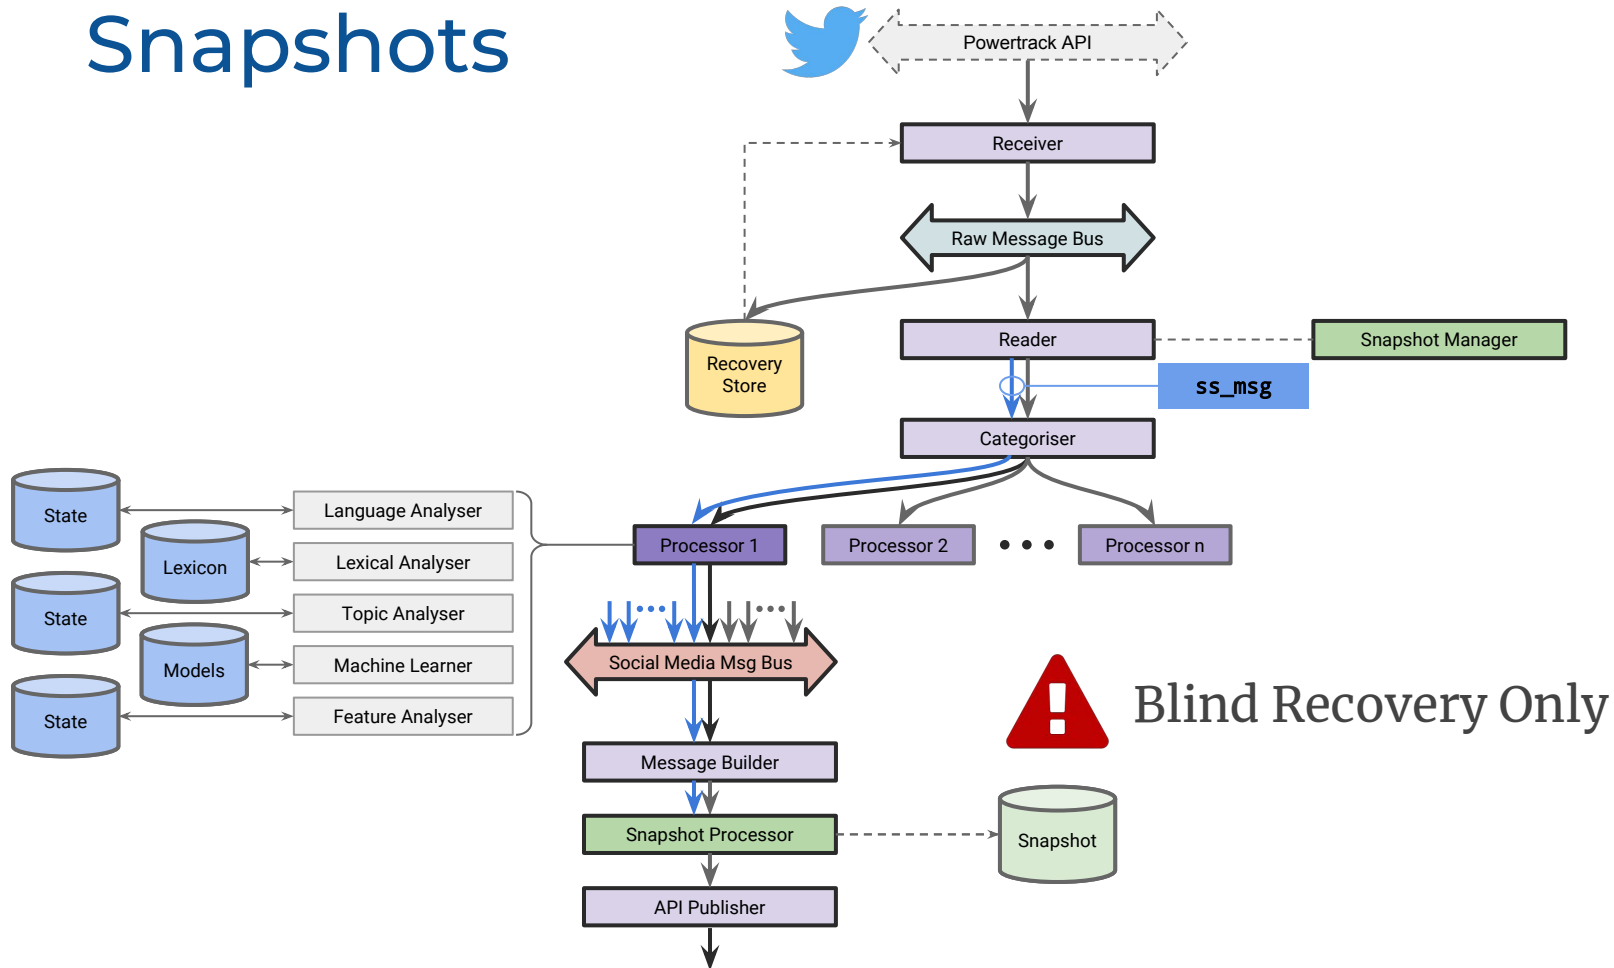 Snapshots
Powertrack API
Receiver
Raw Message Bus
Recovery
Store
Reader
Snapshot Manager
ss_msg
Categoriser
State
Language Analyser
Lexicon
Lexical Analyser
State
Topic Analyser
Models
Machine Learner
State
Feature Analyser
Processor 1
Processor 2
Processor n
Social Media Msg Bus
Blind Recovery Only
Message Builder
Snapshot Processor
Snapshot
API Publisher